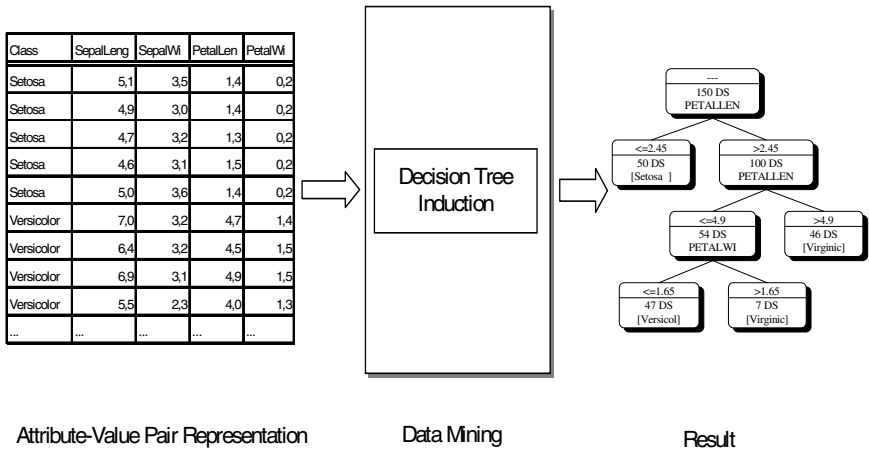 Class SepalLeng SepalWi PetalLen PetalWi
Setosa 5,1 3,5 1,4 0,2
Setosa 4,9 3,0 1,4 0,2
Setosa 4,7 3,2 1,3 0,2
Setosa 4,6 3,1 1,5 0,2
Setosa 5,0 3,6 1,4 0,2
Versicolor 7,0 3,2 4,7 1,4
Versicolor 6,4 3,2 4,5 1,5
Versicolor 6,9 3,1 4,9 1,5
Versicolor 5,5 2,3 4,0 1,3
... ... ... ... ...
Decision Tree
Induction
---
150 DS
PETALLEN
<=2.45
50 DS
[Setosa ]
>2.45
100 DS
PETALLEN
<=4.9
54 DS
PETALWI
>4.9
46 DS
[Virginic]
<=1.65
47 DS
[Versicol]
>1.65
7 DS
[Virginic]
Attribute-Value Pair Representation
Data Mining
Result